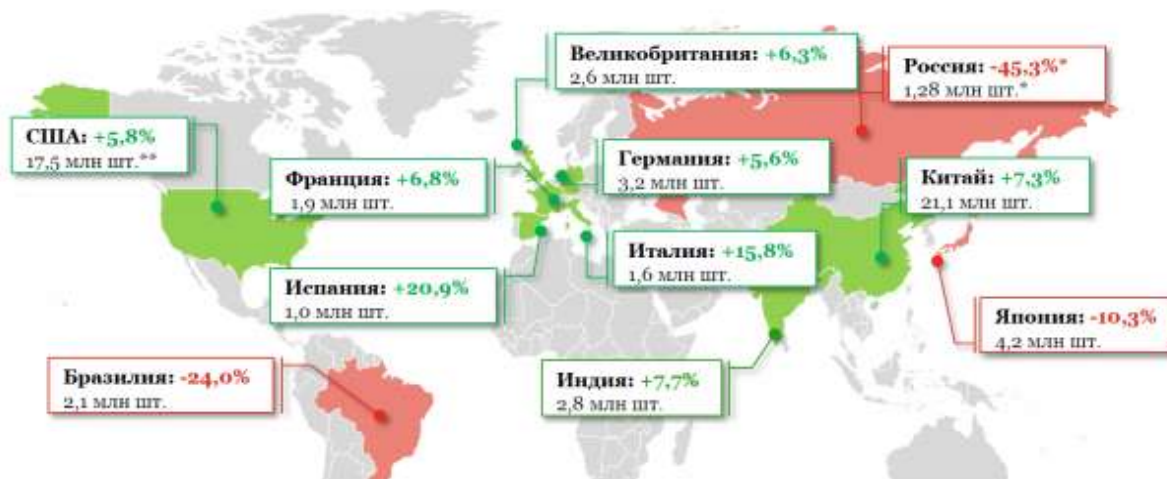 Великобритания: +6,3%
2,6 млн шт.
Россия: -45,3%*
1,28 млн шт.*
США: +5,8%
17,5 млн шт.**
Франция: +6,8%
1,9 млн шт.
Германия: +5,6%
3,2 млн шт.
Китай: +7,3%
21,1 млн шт.
Испания: +20,9%
1,0 млн шт.
Италия: +15,8%
1,6 млн шт.
Япония: -10,3%
4,2 млн шт.
Бразилия: -24,0%
2,1 млн шт.
Индия: +7,7%
2,8 млн шт.